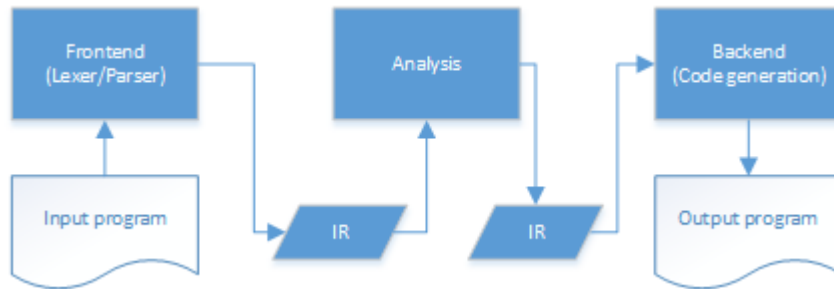 Frontend
(Lexer/Parser)
Analysis
Backend
(Code generation)
Input program
IR
IR
Output program